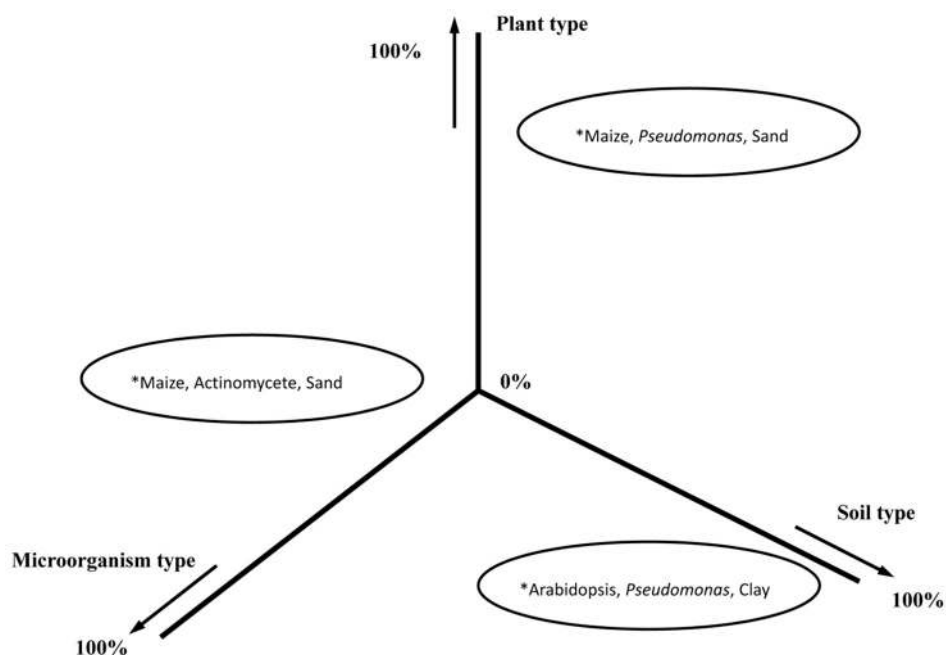 Plant type
100%
*Maize, Pseudomonas, Sand
*Maize, Actinomycete, Sand
0%
Soil type
Microorganism type
*Arabidopsis, Pseudomonas, Clay
100%
100%